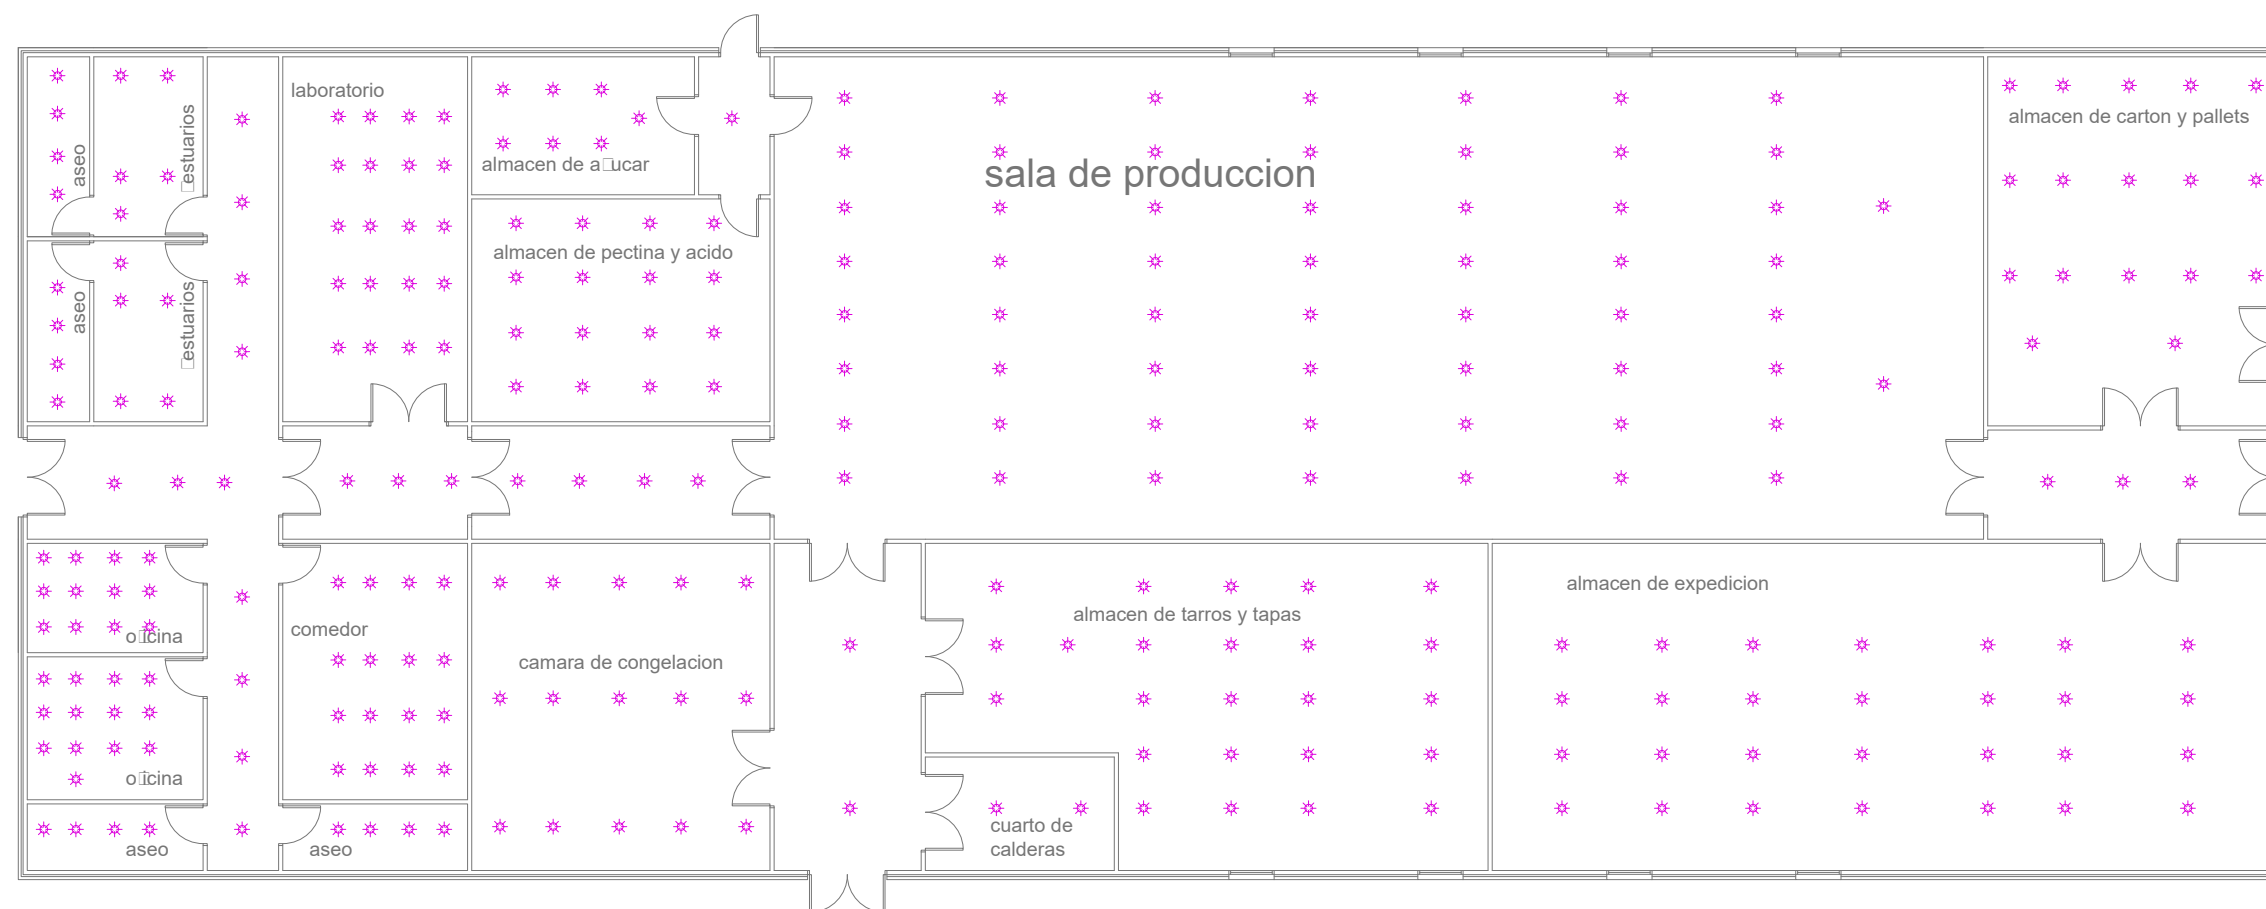 laboratorio
almacen de a□ucar
sala de produccion
almacen de carton y pallets
aseo
□estuarios
almacen de pectina y acido
aseo
□estuarios
almacen de expedicion
almacen de tarros y tapas
comedor
o□cina
camara de congelacion
o□cina
cuarto de
calderas
aseo
aseo